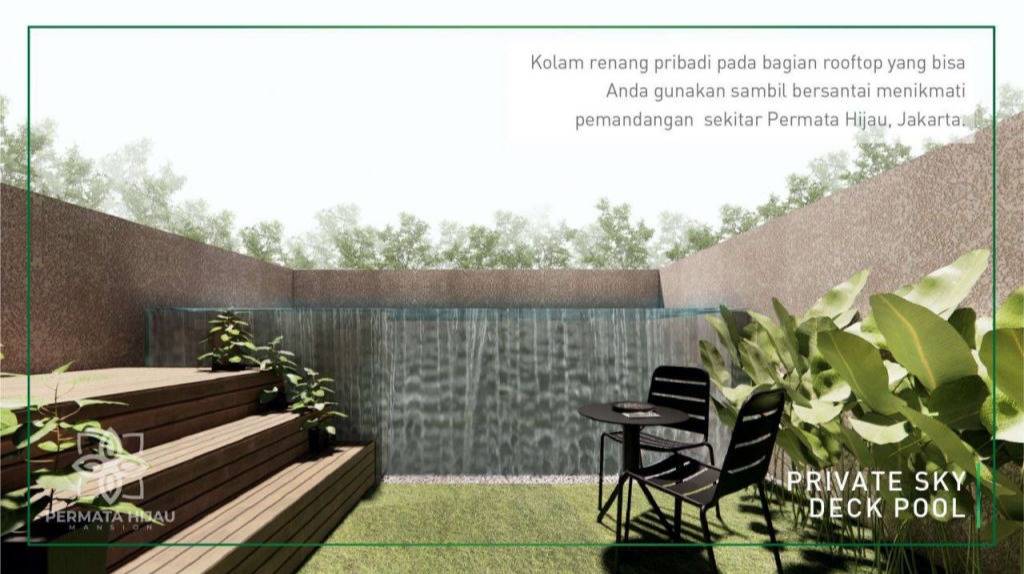 Kolam renang pribadi pada bagian rooftop yang bisa
Anda gunakan sambil bersantai menikmati
pemandangan sekitar Permata Hijau, Jakarta.
PRIVATE SKY
DECK POOL
PERMATA HIJAU
MANSION